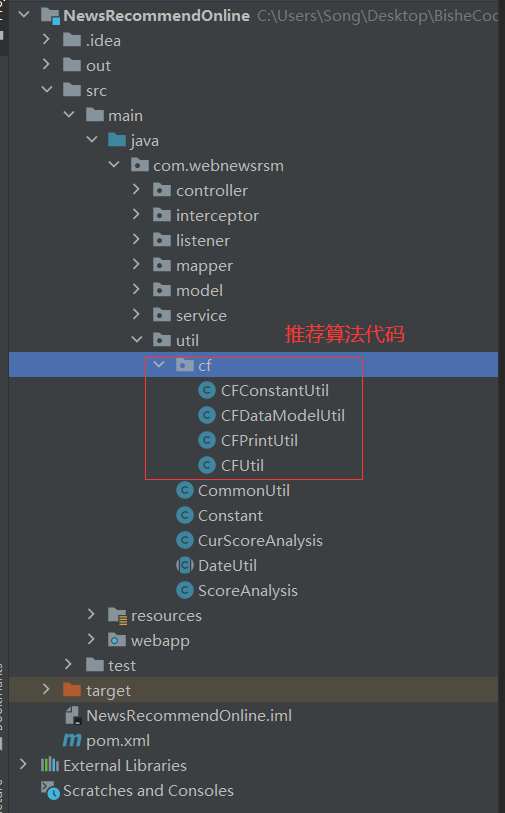 NewsRecommendOnline C:\Users\Song\Desktop\BisheCod
.idea
out
src
main
java
com.webnewsrsm
controller
interceptor
listener
mapper
model
service
util
推荐算法代码
cf
CFConstantUtil
CFDataModelUtil
CFPrintUtil
CFUtil
CommonUtil
Constant
CurScoreAnalysis
DateUtil
ScoreAnalysis
resources
webapp
test
target
NewsRecommendOnline.iml
pom.xml
External Libraries
Scratches and Consoles